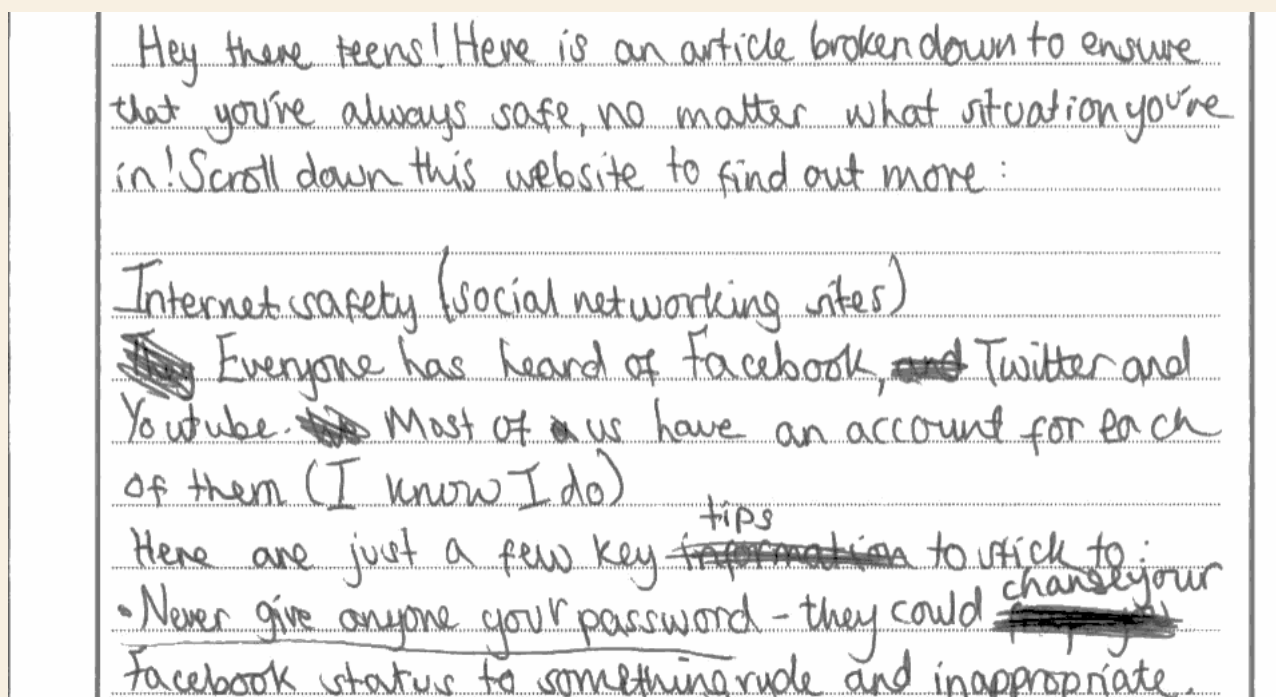 Hey there teens! Here is an article broken down to ensure
that you're always safe, no matter what situation you're
in! Scroll down this website to find out more:
Internet safety (social networking sites)
Everyone has heard of Facebook, and Twitter and
Youtube. Most of us have an account for each
of them (I know I do)
tips
Here are just a few key information to stick to:
change your
• Never give anyone your password - they could
Facebook status to something rude and inappropriate.